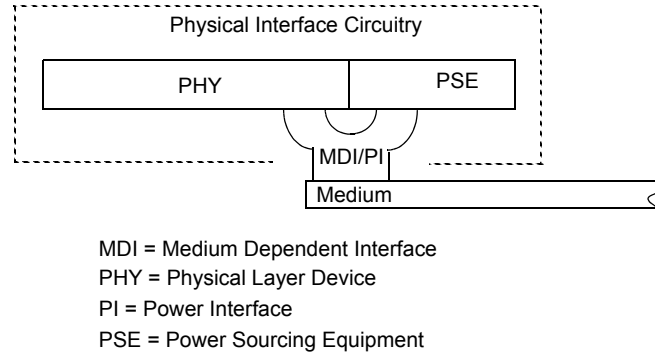 Physical Interface Circuitry
PHY
PSE
MDI/PI
Medium
MDI = Medium Dependent Interface
PHY = Physical Layer Device
PI = Power Interface
PSE = Power Sourcing Equipment